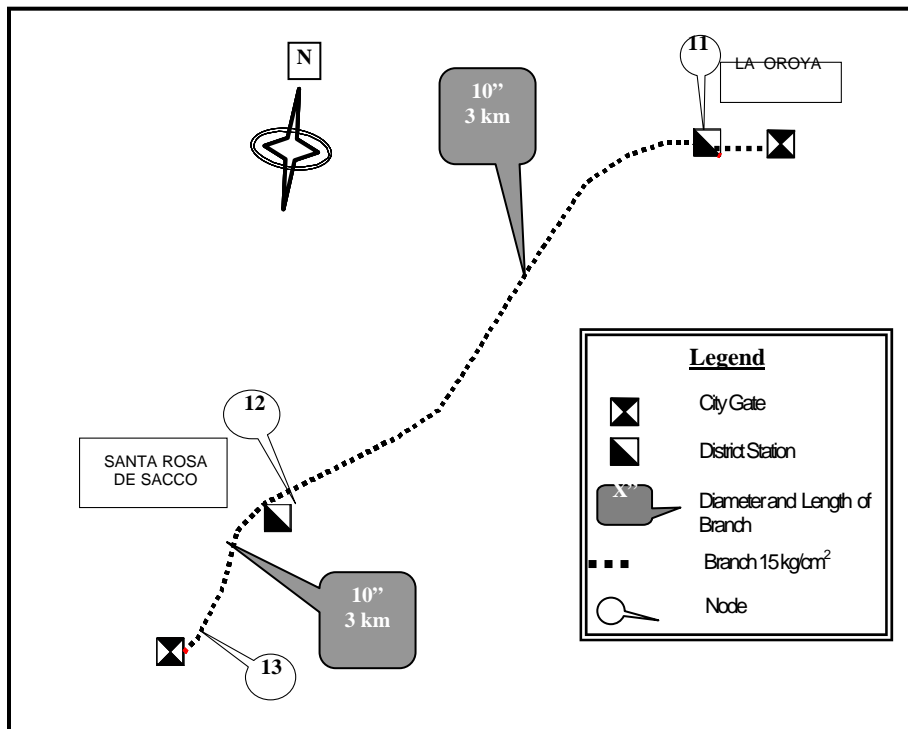 N
11
LA OROYA
10”
3 km
12
SANTA ROSA
DE SACCO
10”
3 km
13
Legend
City Gate
District Station
X”
Diameter and Length of
Branch
Branch 15 kg/cm²
Node